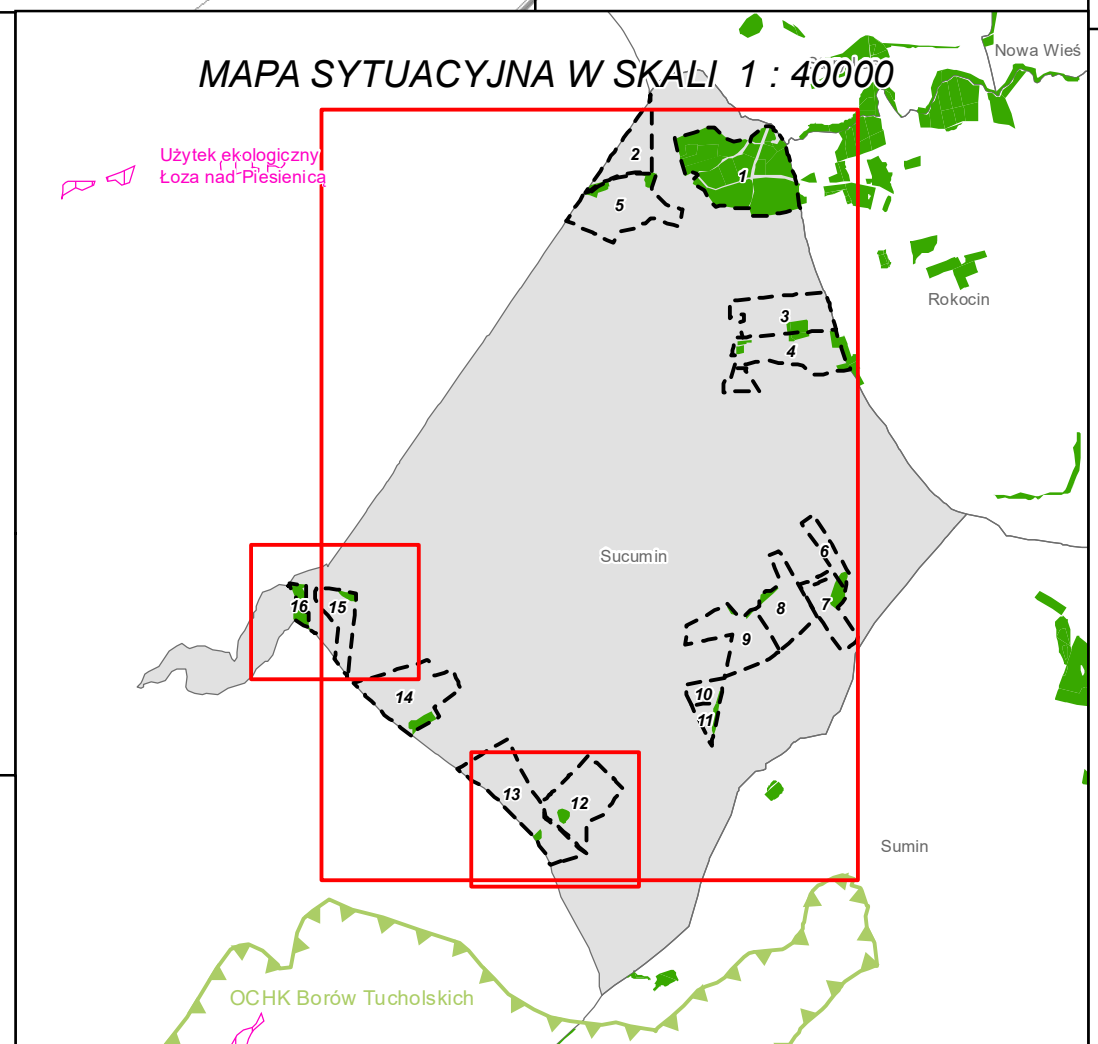 Nowa Wieś
MAPA SYTUACYJNA W SKALI 1 : 40000
Użytek ekologiczny
Łoza nad Piesienicą
2
1
5
Rokocin
3
4
Sucumin
6
16
15
7
8
9
10
14
11
13
12
Sumin
OCHK Borów Tucholskich